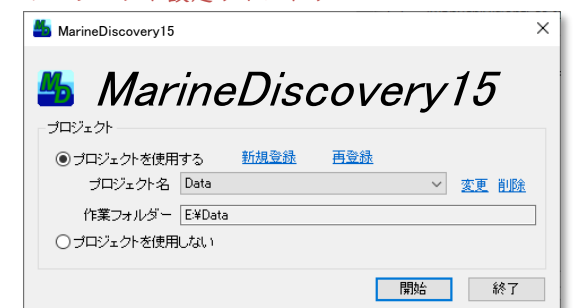 MarineDiscovery15
MD MarineDiscovery15
プロジェクト
プロジェクトを使用する 新規登録 再登録
プロジェクト名 Data 変更 削除
作業フォルダー E:¥Data
プロジェクトを使用しない
開始 終了